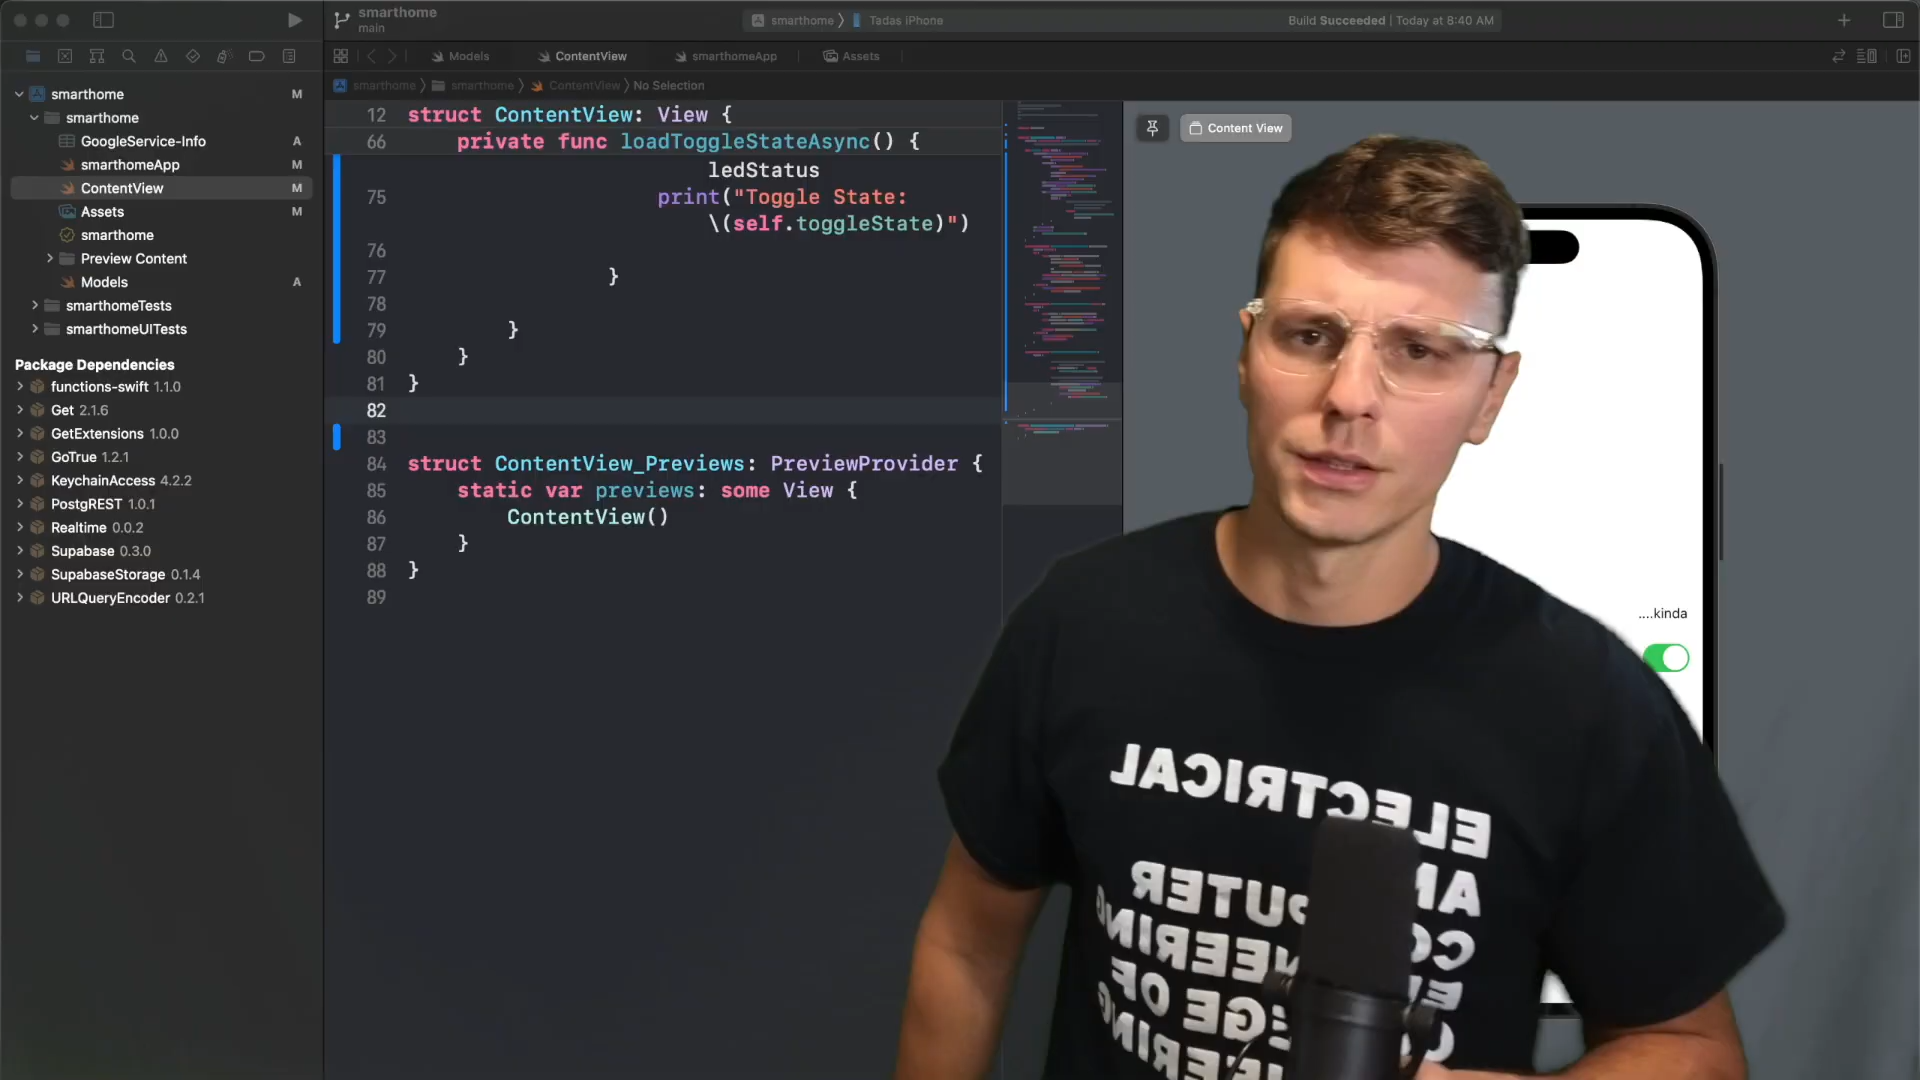 smarthome
main
smarthome
Tadas iPhone
Build Succeeded | Today at 8:40 AM
Models
ContentView
smarthomeApp
Assets
smarthome
smarthome
ContentView
No Selection
smarthome M
smarthome
GoogleService-Info A
smarthomeApp M
ContentView M
Assets M
smarthome
Preview Content
Models A
smarthomeTests
smarthomeUITests
Package Dependencies
functions-swift 1.1.0
Get 2.1.6
GetExtensions 1.0.0
GoTrue 1.2.1
KeychainAccess 4.2.2
PostgREST 1.0.1
Realtime 0.0.2
Supabase 0.3.0
SupabaseStorage 0.1.4
URLQueryEncoder 0.2.1
12 struct ContentView: View {
66 private func loadToggleStateAsync() {
ledStatus
75 print("Toggle State:
\(self.toggleState)")
76
77 }
78
79 }
80 }
81 }
82
83
84 struct ContentView_Previews: PreviewProvider {
85 static var previews: some View {
86 ContentView()
87 }
88 }
89
Content View
....kinda
ELECTRICAL